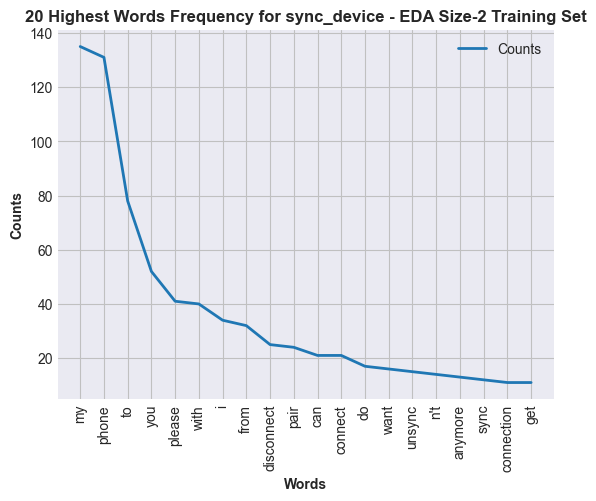 20 Highest Words Frequency for sync_device - EDA Size-2 Training Set
Counts
140
120
100
80
60
40
20
Counts
my
phone
to
you
please
with
i
from
disconnect
pair
can
connect
do
want
unsync
n't
anymore
sync
connection
get
Words